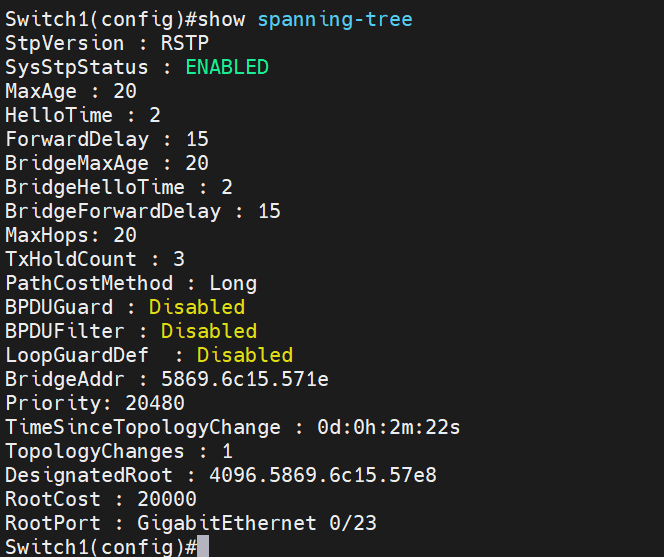 Switch1(config)#show spanning-tree
StpVersion : RSTP
SysStpStatus : ENABLED
MaxAge : 20
HelloTime : 2
ForwardDelay : 15
BridgeMaxAge : 20
BridgeHelloTime : 2
BridgeForwardDelay : 15
MaxHops: 20
TxHoldCount : 3
PathCostMethod : Long
BPDUGuard : Disabled
BPDUFilter : Disabled
LoopGuardDef  : Disabled
BridgeAddr : 5869.6c15.571e
Priority: 20480
TimeSinceTopologyChange : 0d:0h:2m:22s
TopologyChanges : 1
DesignatedRoot : 4096.5869.6c15.57e8
RootCost : 20000
RootPort : GigabitEthernet 0/23
Switch1(config)#